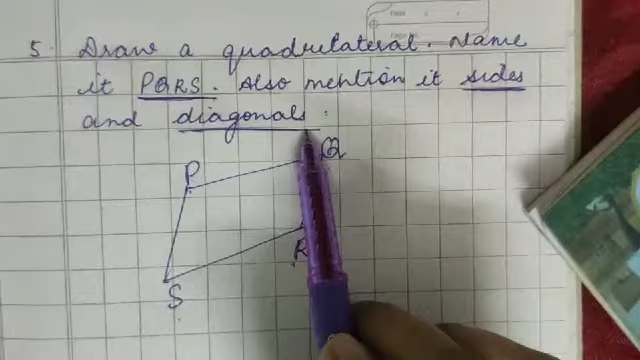 5. Draw a quadrilateral. Name
it PQRS. Also mention it sides
and diagonals.
P
Q
R
S